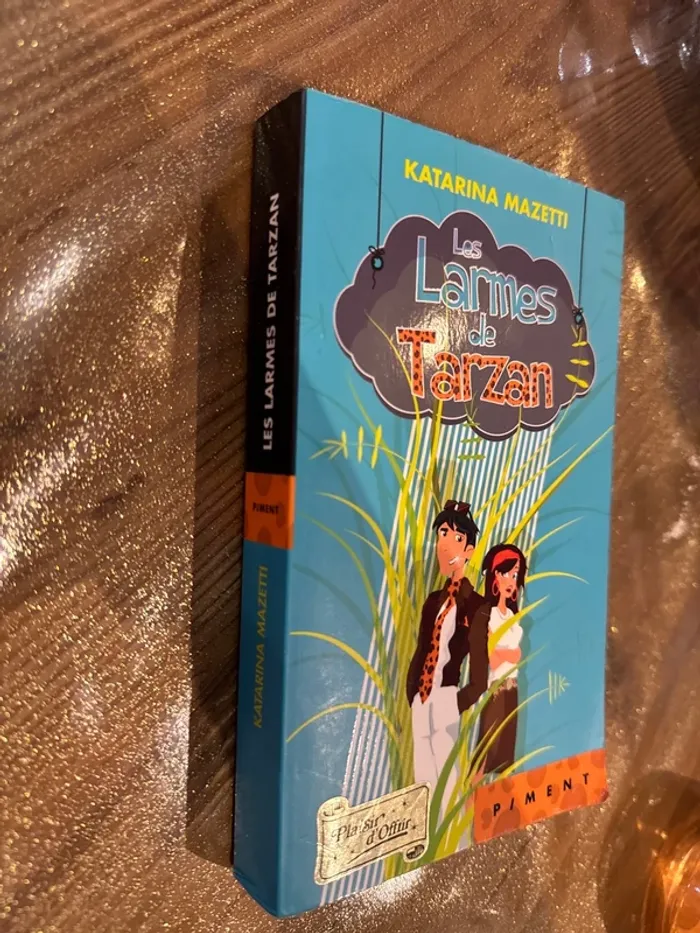 KATARINA MAZETTI
Les
Larmes
de
Tarzan
PIMENT
Plaisir
d'Offrir
LES LARMES DE TARZAN
PIMENT
KATARINA MAZETTI